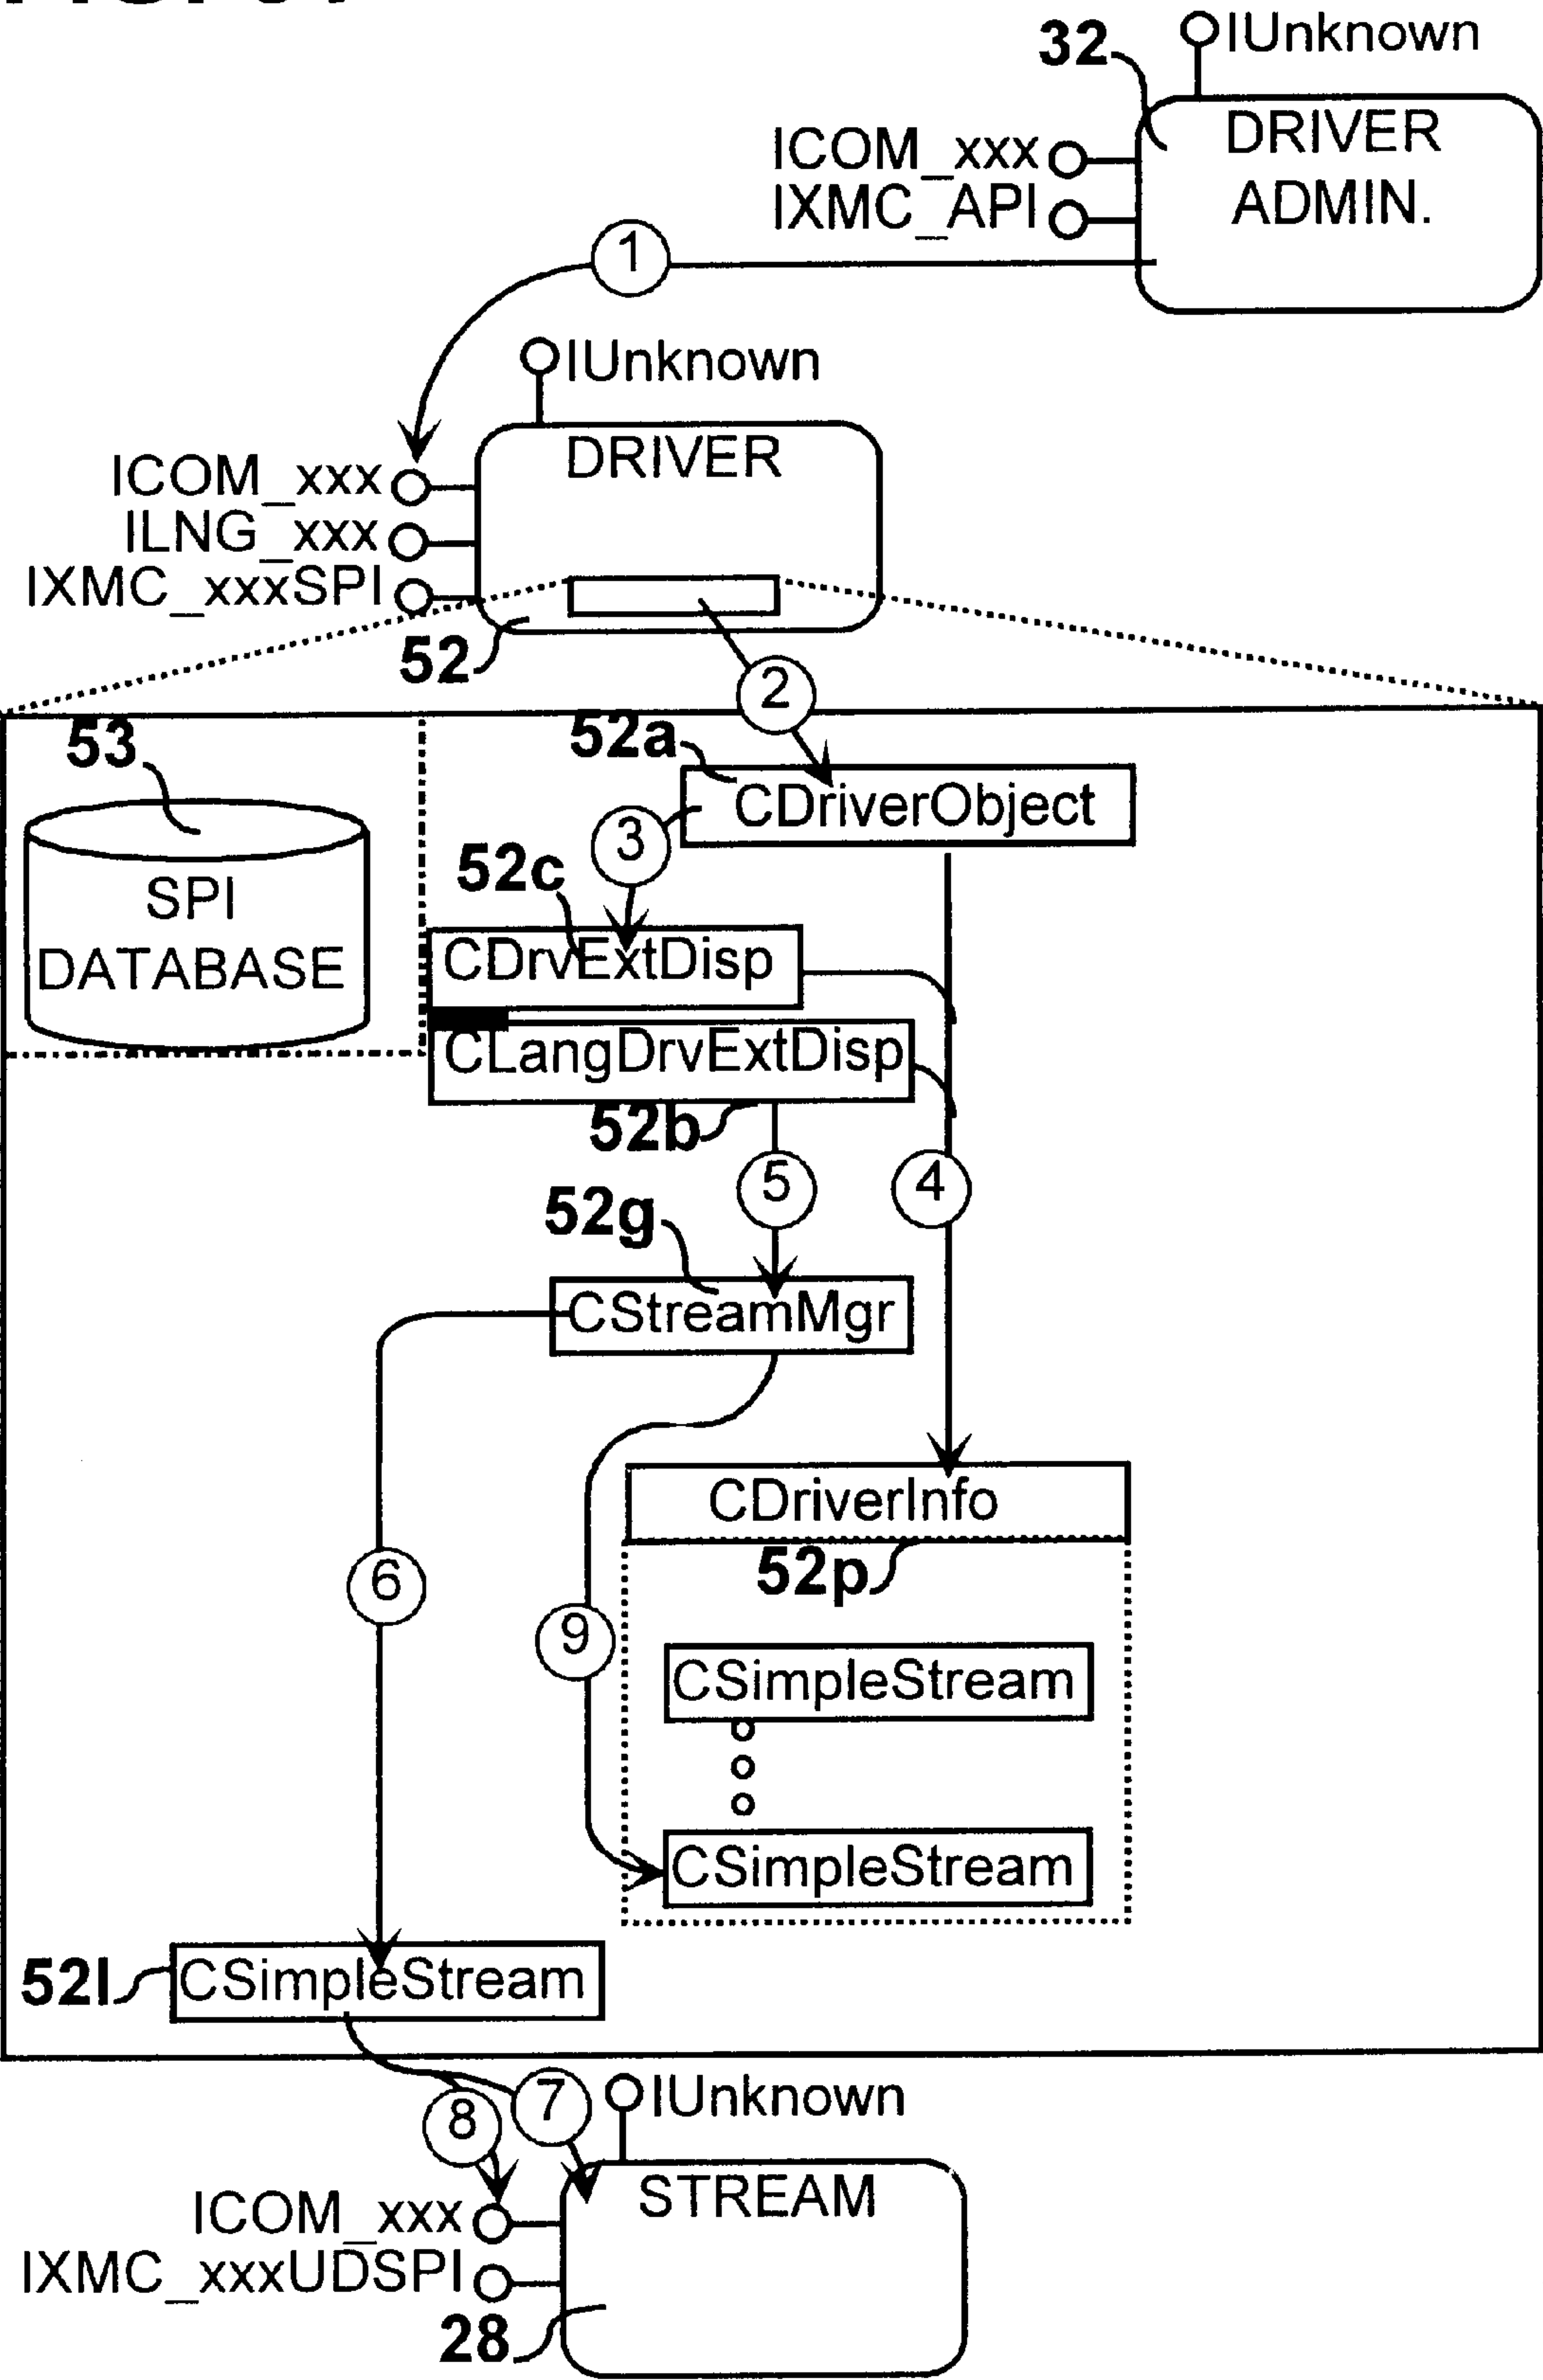 IUnknown
32
DRIVER
ADMIN.
ICOM_xxx
IXMC_API
1
IUnknown
DRIVER
ICOM_xxx
ILNG_xxx
IXMC_xxxSPI
52
2
53
52a
CDriverObject
3
SPI
DATABASE
52c
CDrvExtDisp
CLangDrvExtDisp
52b
5
4
52g
CStreamMgr
CDriverInfo
52p
6
9
CSimpleStream
CSimpleStream
52l
CSimpleStream
7
8
IUnknown
STREAM
ICOM_xxx
IXMC_xxxUDSPI
28